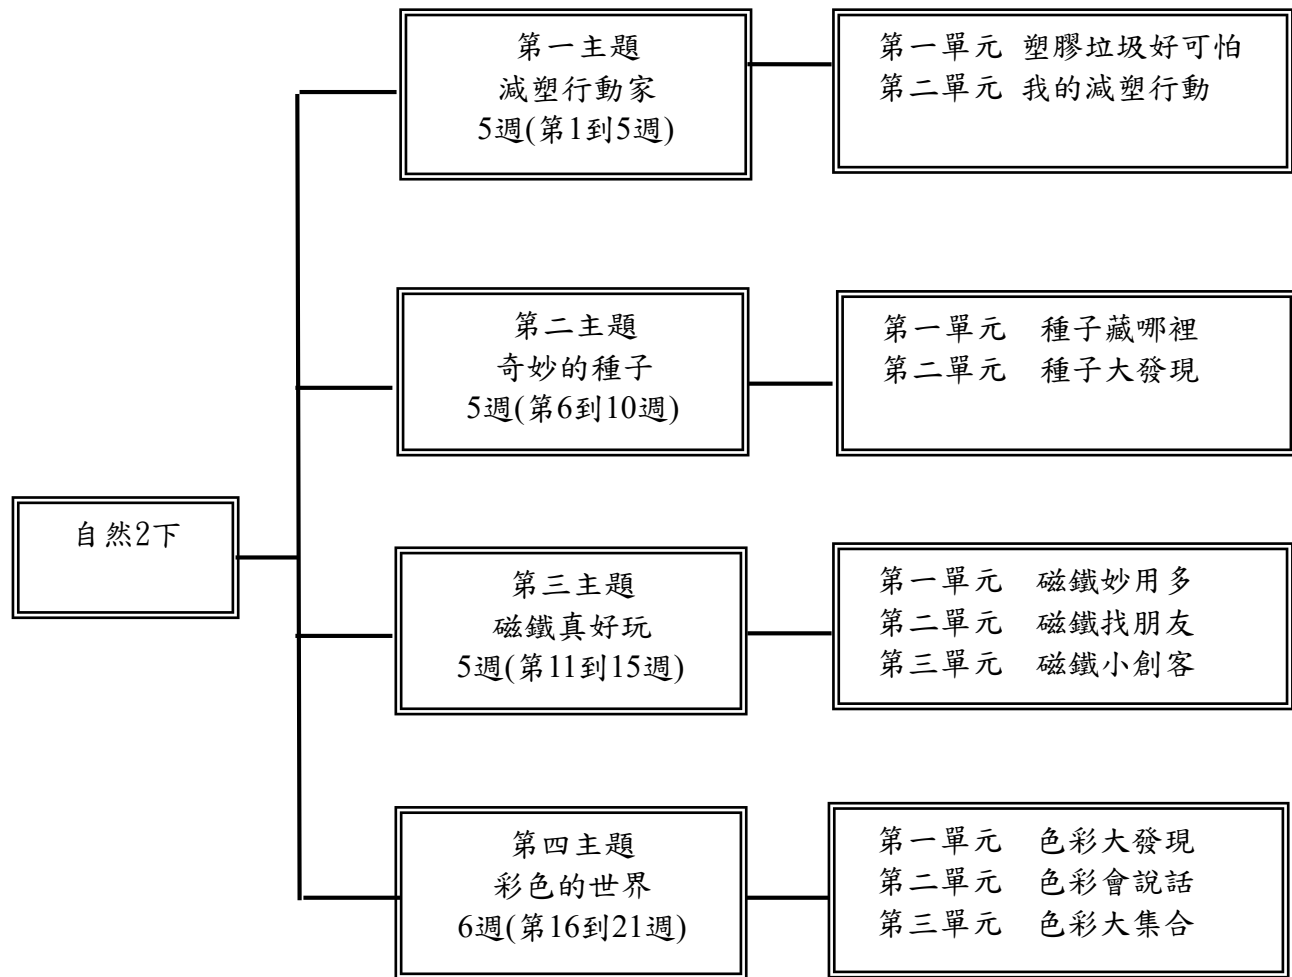 第一主題
減塑行動家
5週(第1到5週)
第一單元 塑膠垃圾好可怕
第二單元 我的減塑行動
第二主題
奇妙的種子
5週(第6到10週)
第一單元 種子藏哪裡
第二單元 種子大發現
自然2下
第三主題
磁鐵真好玩
5週(第11到15週)
第一單元 磁鐵妙用多
第二單元 磁鐵找朋友
第三單元 磁鐵小創客
第四主題
彩色的世界
6週(第16到21週)
第一單元 色彩大發現
第二單元 色彩會說話
第三單元 色彩大集合